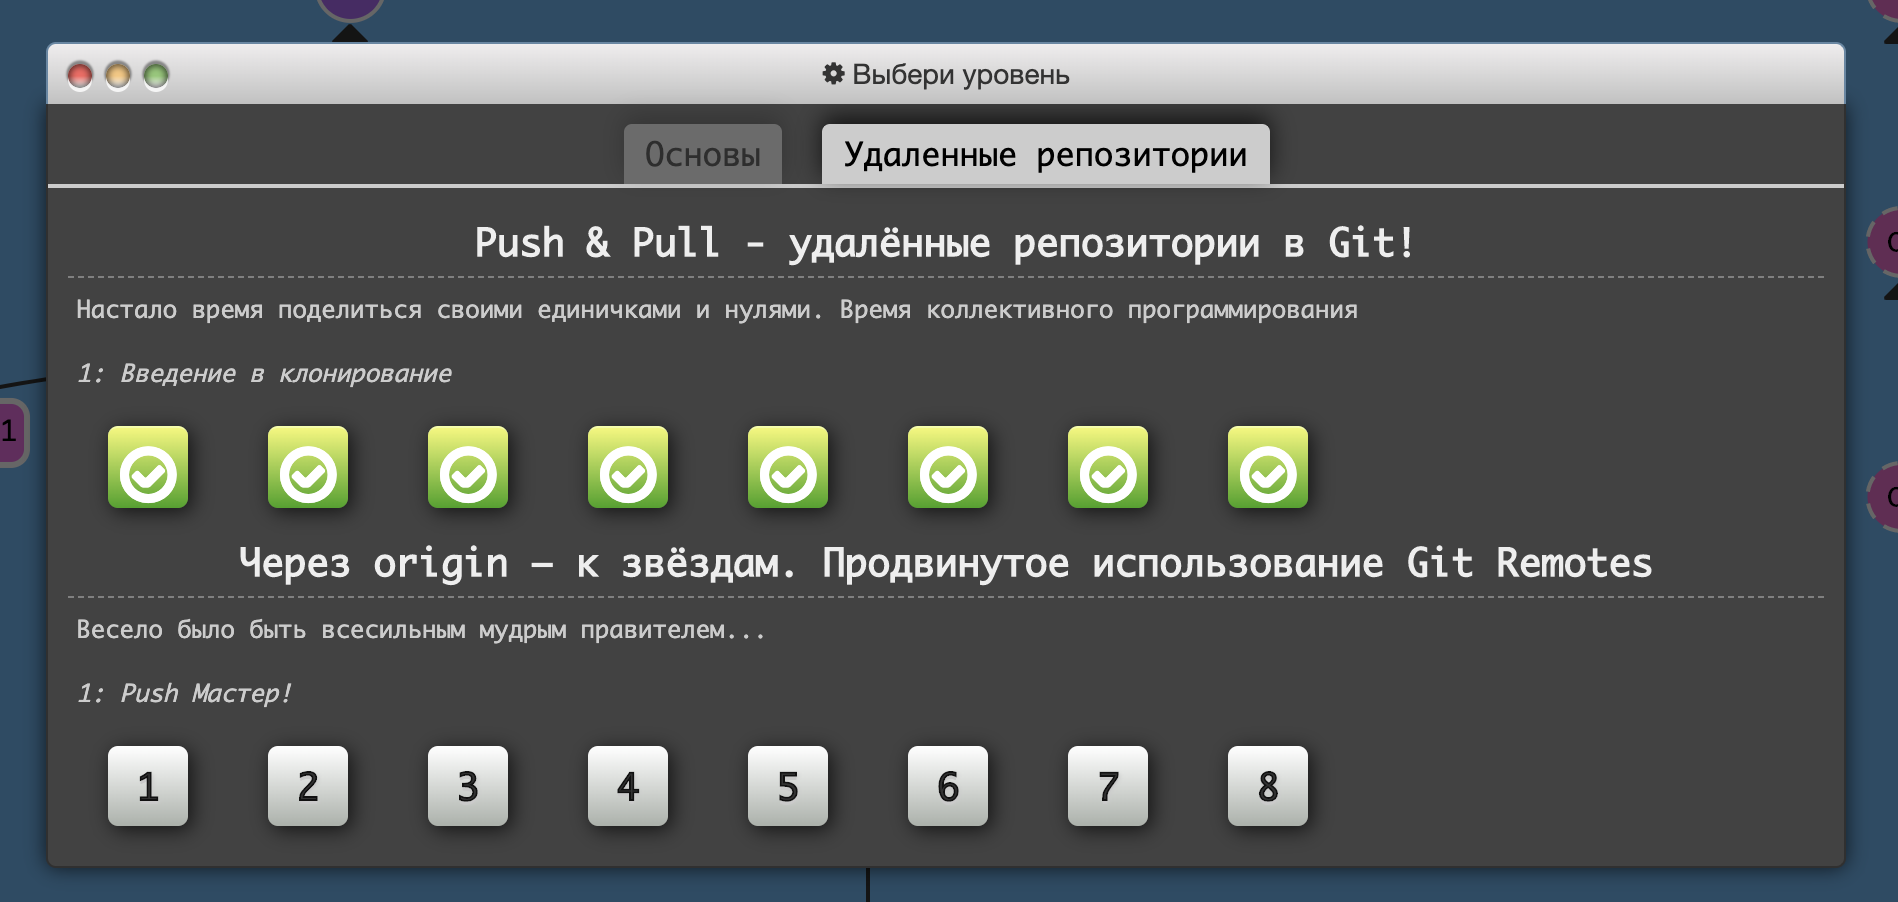 Выбери уровень
Основы
Удаленные репозитории
Push & Pull - удалённые репозитории в Git!
Настало время поделиться своими единичками и нулями. Время коллективного программирования
1: Введение в клонирование
1
Через origin – к звёздам. Продвинутое использование Git Remotes
Весело было быть всесильным мудрым правителем...
1: Push Мастер!
1 2 3 4 5 6 7 8